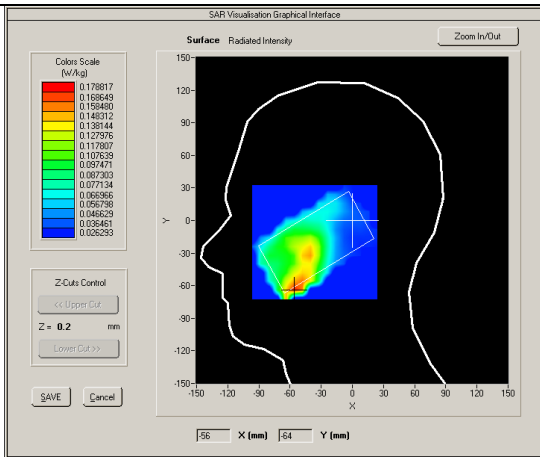 SAR Visualisation Graphical Interface
Surface Radiated Intensity
Zoom In/Out
Colors Scale
(W/kg)
0.178817
0.168649
0.158480
0.148312
0.138144
0.127976
0.117807
0.107639
0.097471
0.087303
0.077134
0.066966
0.056798
0.046629
0.036461
0.026293
Z-Cuts Control
<< Upper Cut
Z = 0.2 mm
Lower Cut >>
SAVE Cancel
150
120
90
60
30
0
-30
-60
-90
-120
-150
Y
-150 -120 -90 -60 -30 0 30 60 90 120 150
X
-56 X (mm) -64 Y (mm)